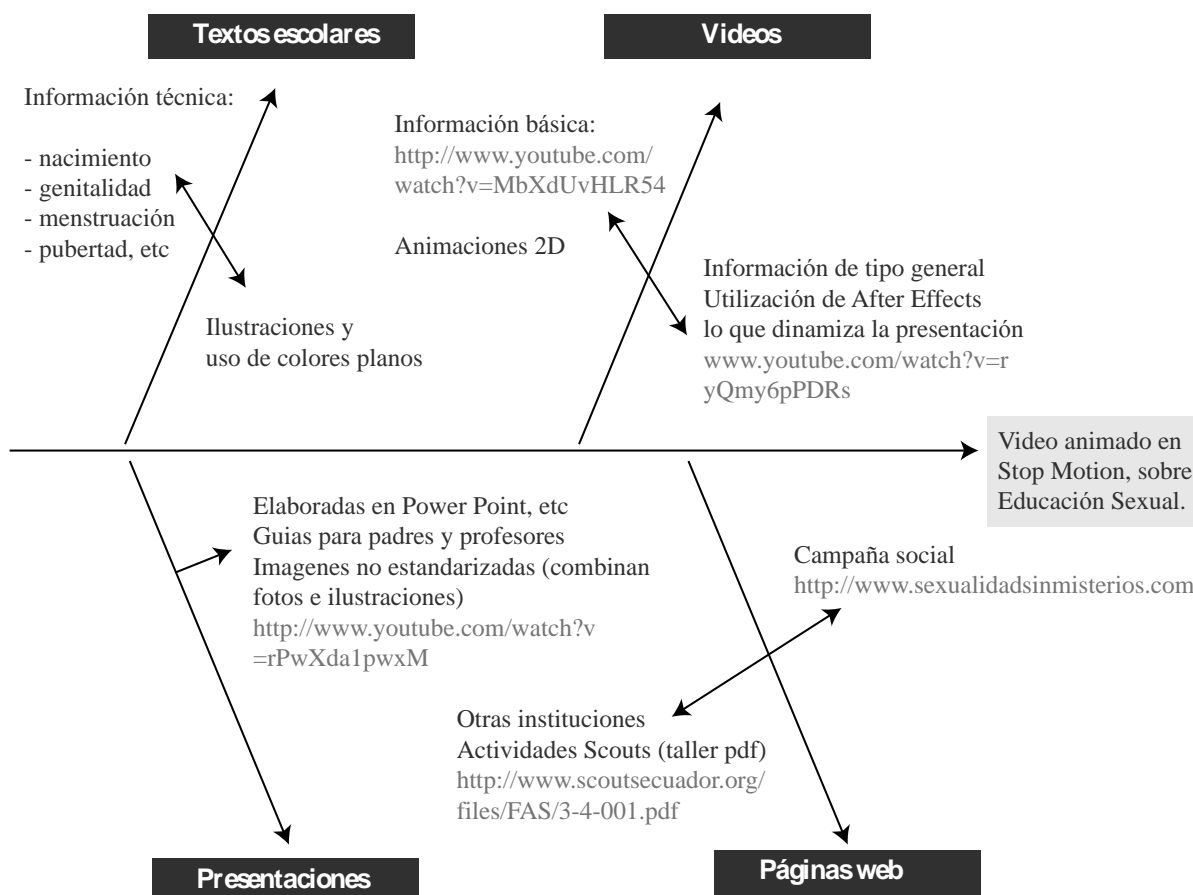 Textos escolares
Videos
Información técnica:
- nacimiento
- genitalidad
- menstruación
- pubertad, etc
Ilustraciones y
uso de colores planos
Información básica:
http://www.youtube.com/
watch?v=MbXdUvHLR54
Animaciones 2D
Información de tipo general
Utilización de After Effects
lo que dinamiza la presentación
www.youtube.com/watch?v=r
yQmy6pPDRs
Video animado en
Stop Motion, sobre
Educación Sexual.
Elaboradas en Power Point, etc
Guias para padres y profesores
Imagenes no estandarizadas (combinan
fotos e ilustraciones)
http://www.youtube.com/watch?v
=rPwXda1pwxM
Campaña social
http://www.sexualidadsinmisterios.com
Otras instituciones
Actividades Scouts (taller pdf)
http://www.scoutsecuador.org/
files/FAS/3-4-001.pdf
Presentaciones
Páginas web